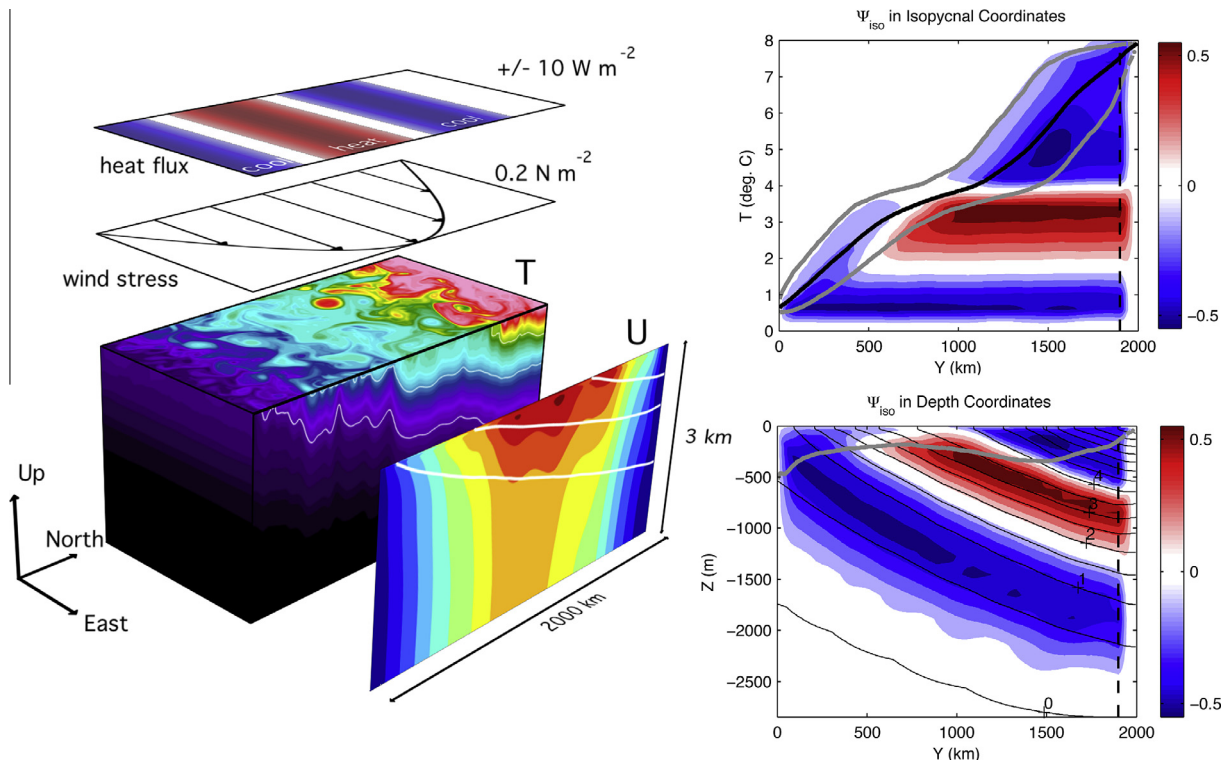 +/- 10 W m⁻²
cool
heat
cool
heat flux
0.2 N m⁻²
wind stress
T
U
3 km
2000 km
Up
North
East
Ψiso in Isopycnal Coordinates
T (deg. C)
8
7
6
5
4
3
2
1
0
0 500 1000 1500 2000
Y (km)
0.5
0
−0.5
Ψiso in Depth Coordinates
Z (m)
0
−500
−1000
−1500
−2000
−2500
4
3
2
1
0
0 500 1000 1500 2000
Y (km)
0.5
0
−0.5